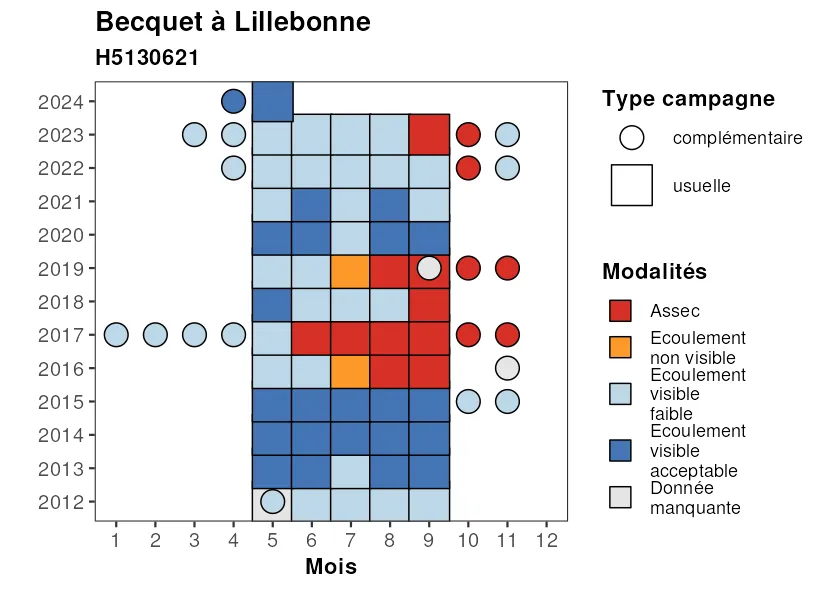 Becquet à Lillebonne
H5130621
2024
2023
2022
2021
2020
2019
2018
2017
2016
2015
2014
2013
2012
1 2 3 4 5 6 7 8 9 10 11 12
Mois
Type campagne
complémentaire
usuelle
Modalités
Assec
Ecoulement
non visible
Ecoulement
visible
faible
Ecoulement
visible
acceptable
Donnée
manquante